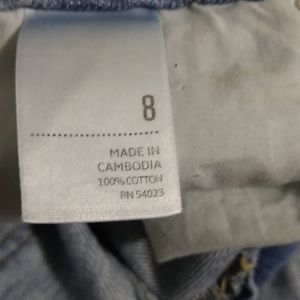 8
MADE IN
CAMBODIA
100% COTTON
RN 54023